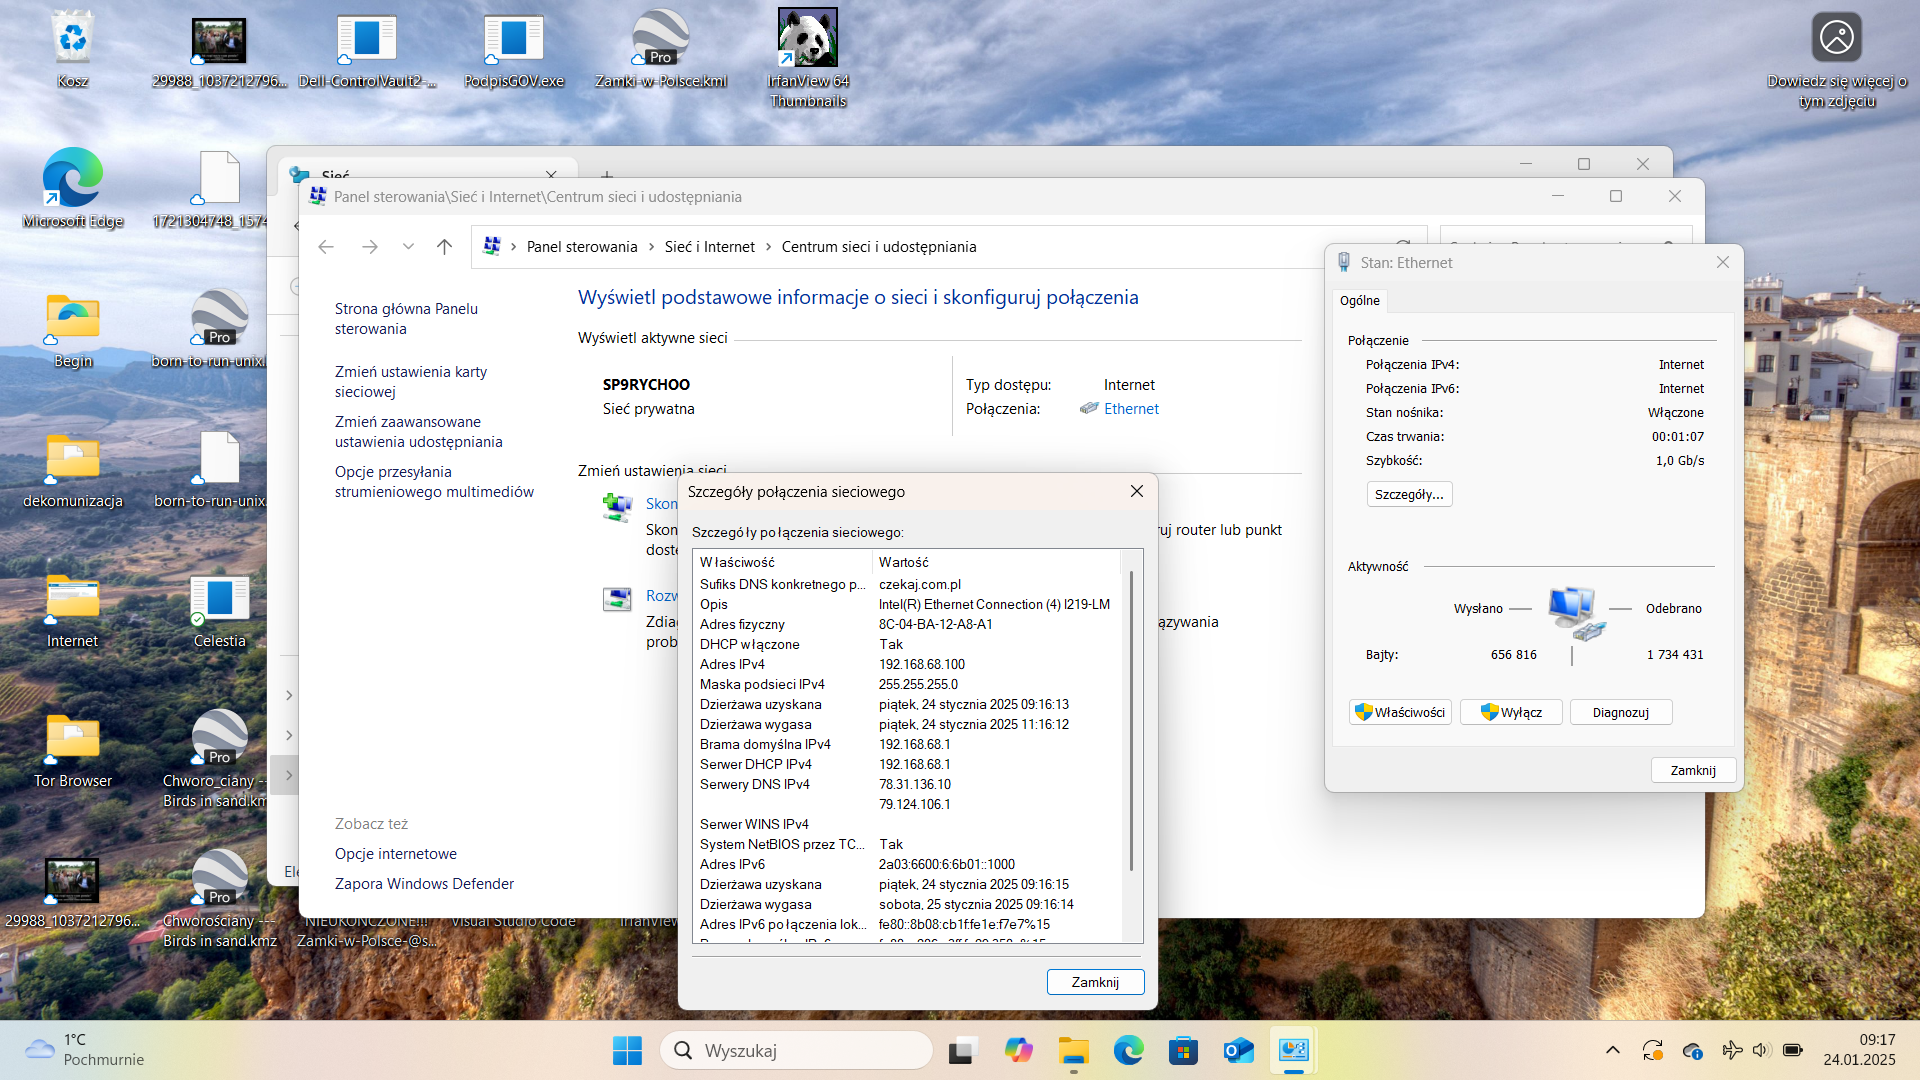 Kosz
29988_1037212796...
Dell-ControlVault2-...
PodpisGOV.exe
Pro
Zamki-w-Polsce.kml
IrfanView 64
Thumbnails
Dowiedz się więcej o
tym zdjęciu
Microsoft Edge
1721304748_1574
Begin
Pro
born-to-run-unix.
dekomunizacja
born-to-run-unix.
Internet
Celestia
Tor Browser
Pro
Chworo_ciany ---
Birds in sand.km
29988_1037212796...
Pro
Chworościany ---
Birds in sand.kmz
NIEUKOŃCZONE!!!
Zamki-w-Polsce-@s...
Visual Studio Code
IrfanView
Sieć
Panel sterowania\Sieć i Internet\Centrum sieci i udostępniania
Panel sterowania
Sieć i Internet
Centrum sieci i udostępniania
Strona główna Panelu
sterowania
Zmień ustawienia karty
sieciowej
Zmień zaawansowane
ustawienia udostępniania
Opcje przesyłania
strumieniowego multimediów
Zobacz też
Opcje internetowe
Zapora Windows Defender
Wyświetl podstawowe informacje o sieci i skonfiguruj połączenia
Wyświetl aktywne sieci
SP9RYCHOO
Sieć prywatna
Typ dostępu: Internet
Połączenia: Ethernet
Zmień ustawienia sieci
Skon
Skon
uj router lub punkt
dostę
Rozw
Zdiag
ązywania
prob
Szczegóły połączenia sieciowego
Szczegóły połączenia sieciowego:
Właściwość Wartość
Sufiks DNS konkretnego p... czekaj.com.pl
Opis Intel(R) Ethernet Connection (4) I219-LM
Adres fizyczny 8C-04-BA-12-A8-A1
DHCP włączone Tak
Adres IPv4 192.168.68.100
Maska podsieci IPv4 255.255.255.0
Dzierżawa uzyskana piątek, 24 stycznia 2025 09:16:13
Dzierżawa wygasa piątek, 24 stycznia 2025 11:16:12
Brama domyślna IPv4 192.168.68.1
Serwer DHCP IPv4 192.168.68.1
Serwery DNS IPv4 78.31.136.10
79.124.106.1
Serwer WINS IPv4
System NetBIOS przez TC... Tak
Adres IPv6 2a03:6600:6:6b01::1000
Dzierżawa uzyskana piątek, 24 stycznia 2025 09:16:15
Dzierżawa wygasa sobota, 25 stycznia 2025 09:16:14
Adres IPv6 połączenia lok... fe80::8b08:cb1ffe1e:f7e7%15
Zamknij
Stan: Ethernet
Ogólne
Połączenie
Połączenia IPv4: Internet
Połączenia IPv6: Internet
Stan nośnika: Włączone
Czas trwania: 00:01:07
Szybkość: 1,0 Gb/s
Szczegóły...
Aktywność
Wysłano Odebrano
Bajty: 656 816 1 734 431
Właściwości
Wyłącz
Diagnozuj
Zamknij
1°C
Pochmurnie
Wyszukaj
09:17
24.01.2025